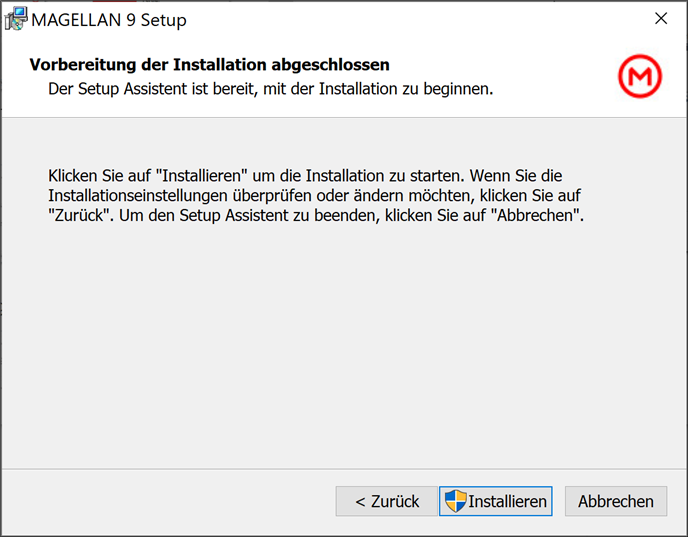 MAGELLAN 9 Setup
Vorbereitung der Installation abgeschlossen
Der Setup Assistent ist bereit, mit der Installation zu beginnen.
M
Klicken Sie auf "Installieren" um die Installation zu starten. Wenn Sie die
Installationseinstellungen überprüfen oder ändern möchten, klicken Sie auf
"Zurück". Um den Setup Assistent zu beenden, klicken Sie auf "Abbrechen".
< Zurück
Installieren
Abbrechen